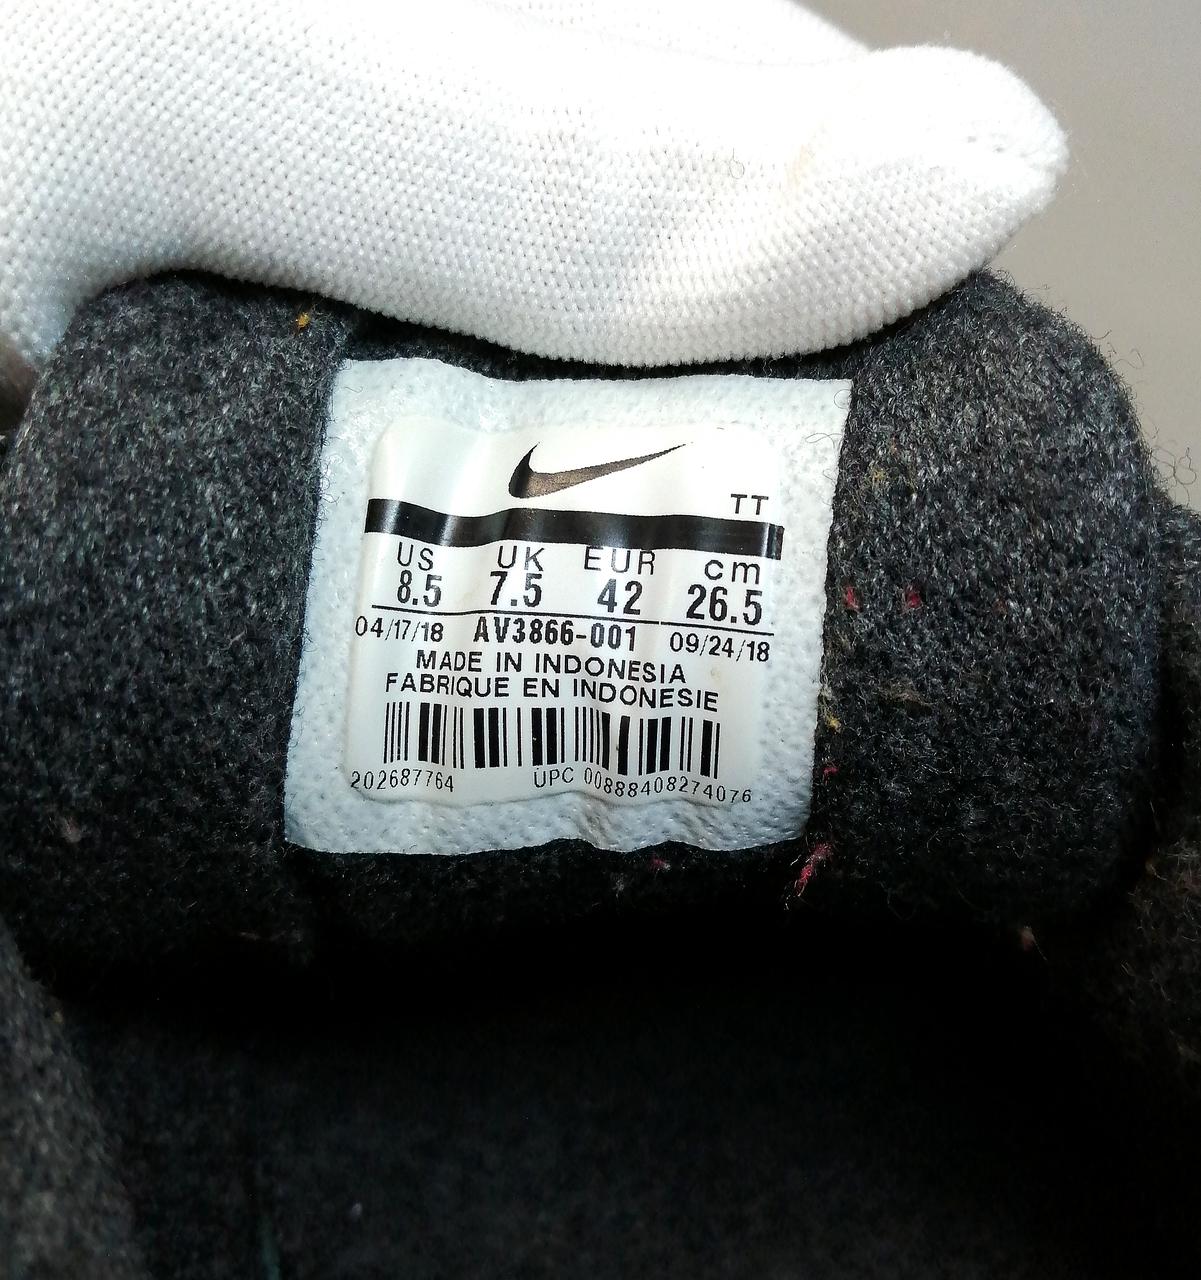 TT
US UK EUR cm
8.5 7.5 42 26.5
04/17/18 AV3866-001 09/24/18
MADE IN INDONESIA
FABRIQUE EN INDONESIE
202687764 UPC 00888408274076